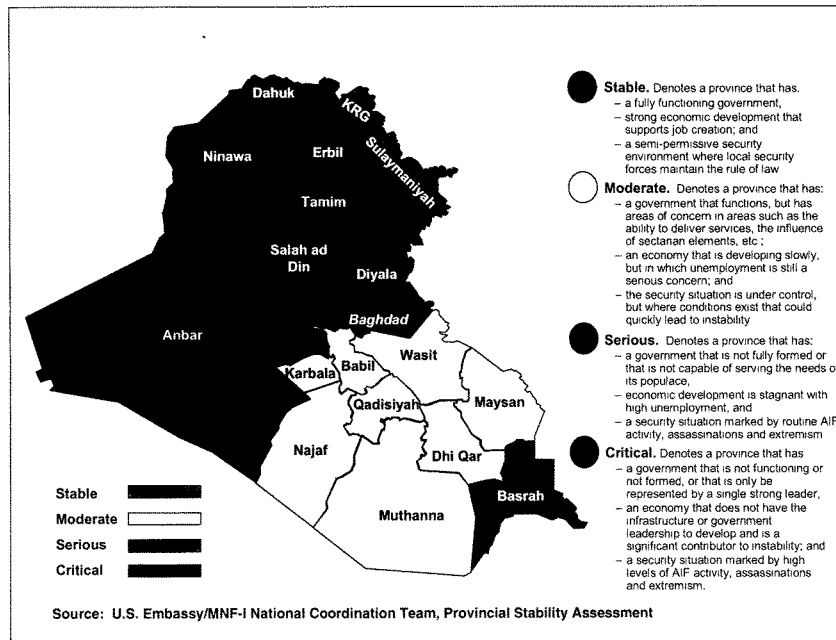 Dahuk
KRG
Ninawa
Erbil
Sulaymaniyah
Tamim
Salah ad
Din
Diyala
Baghdad
Anbar
Wasit
Karbala
Babil
Qadisiyah
Maysan
Najaf
Dhi Qar
Muthanna
Basrah
Stable
Moderate
Serious
Critical
Stable. Denotes a province that has.
– a fully functioning government,
– strong economic development that
supports job creation; and
– a semi-permissive security
environment where local security
forces maintain the rule of law
Moderate. Denotes a province that has:
– a government that functions, but has
areas of concern in areas such as the
ability to deliver services, the influence
of sectarian elements, etc ;
– an economy that is developing slowly,
but in which unemployment is still a
serious concern; and
– the security situation is under control,
but where conditions exist that could
quickly lead to instability
Serious. Denotes a province that has:
– a government that is not fully formed or
that is not capable of serving the needs of
its populace,
– economic development is stagnant with
high unemployment, and
– a security situation marked by routine AIF
activity, assassinations and extremism
Critical. Denotes a province that has
– a government that is not functioning or
not formed, or that is only be
represented by a single strong leader,
– an economy that does not have the
infrastructure or government
leadership to develop and is a
significant contributor to instability; and
– a security situation marked by high
levels of AIF activity, assassinations
and extremism.
Source: U.S. Embassy/MNF-I National Coordination Team, Provincial Stability Assessment